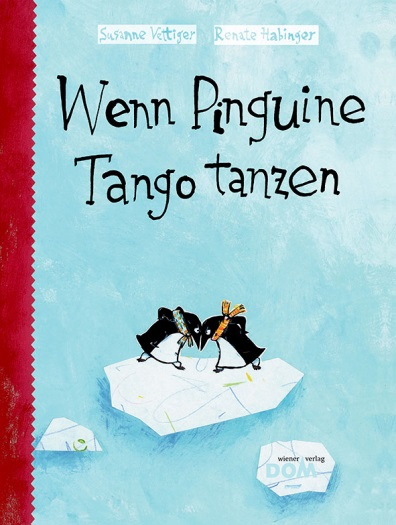 Susanne Vettiger Renate Habinger
Wenn Pinguine
Tango tanzen
wiener verlag
DOM